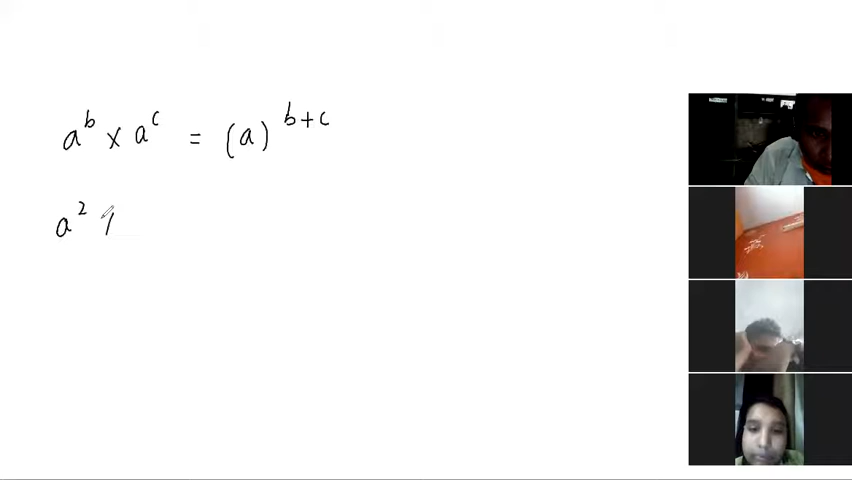 a^b × a^c = (a)^{b+c}
a^2